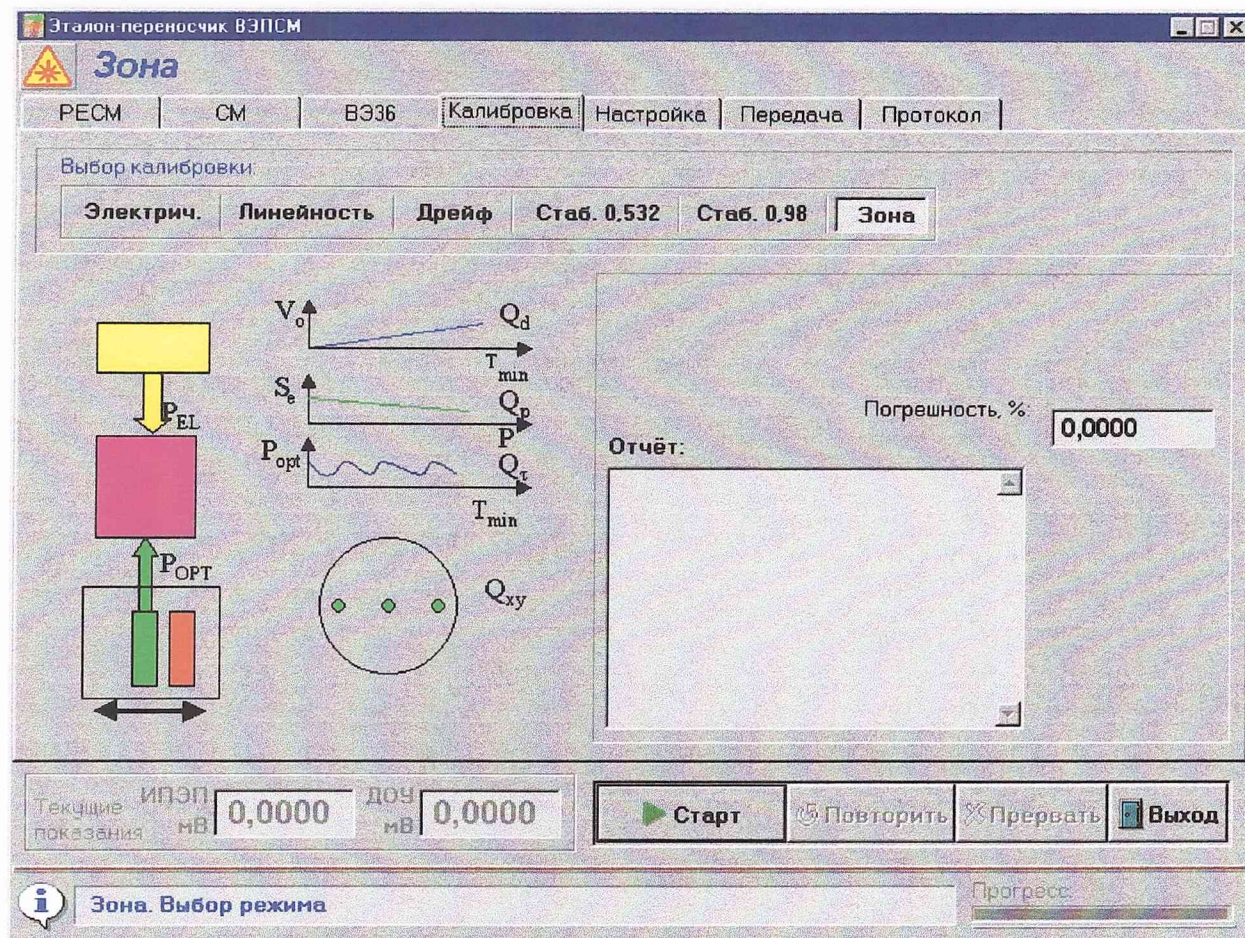 Эталон-переносчик ВЭПСМ
Зона
РЕСМ СМ ВЭ36 Калибровка Настройка Передача Протокол
Выбор калибровки:
Электрич. Линейность Дрейф Стаб. 0,532 Стаб. 0,98 Зона
Vo Qd
Tmin
Se Qp
P
Popt Qτ
Tmin
PEL
POPT
Qxy
Погрешность, %: 0,0000
Отчёт:
Текущие показания ИПЭП мВ 0,0000 ДОУ мВ 0,0000
Старт Повторить Прервать Выход
Зона. Выбор режима
Прогресс: